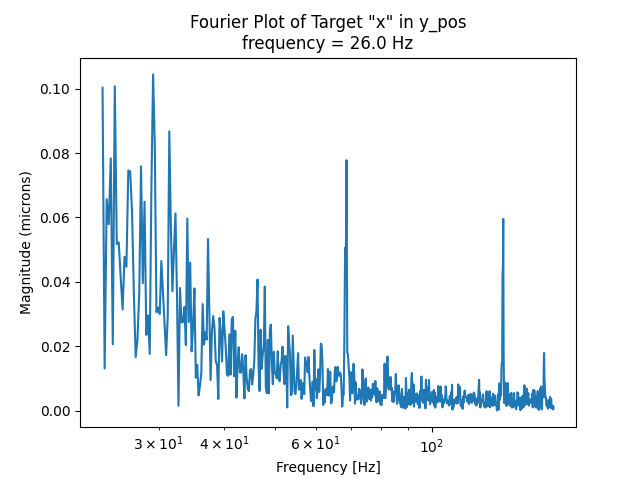 Fourier Plot of Target "x" in y_pos
frequency = 26.0 Hz
0.10
0.08
0.06
0.04
0.02
0.00
Magnitude (microns)
3 × 10¹
4 × 10¹
6 × 10¹
10²
Frequency [Hz]